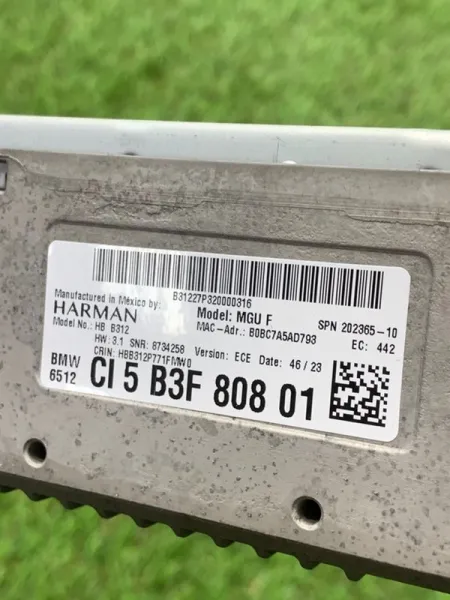 B31227P320000316
Manufactured in México by: Model: MGU F SPN 202365-10
HARMAN MAC-Adr.: B0BC7A5AD793 EC: 442
Model No.: HB B312
HW: 3.1 SNR: 8734258 Version: ECE Date: 46/23
CRIN: HBB312P771FMW0
BMW
6512 CI 5 B3F 808 01